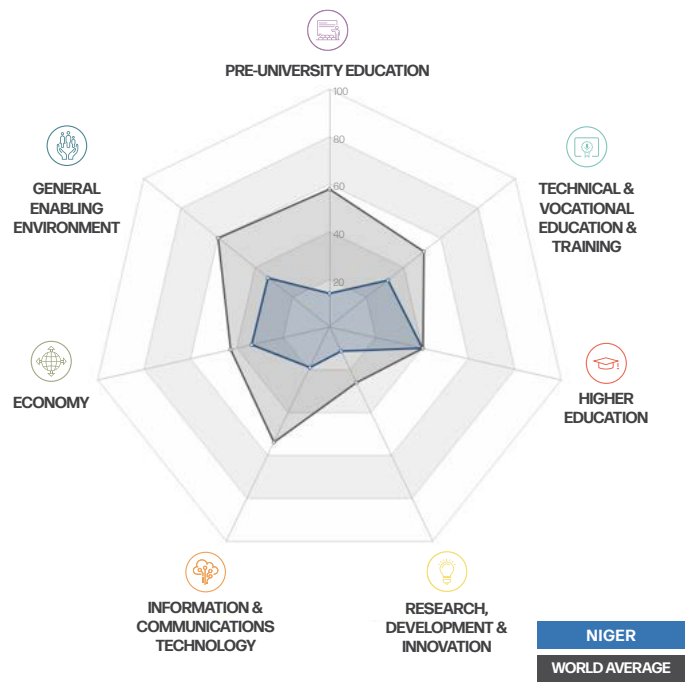 PRE-UNIVERSITY EDUCATION
100
80
60
40
20
GENERAL
ENABLING
ENVIRONMENT
TECHNICAL &
VOCATIONAL
EDUCATION &
TRAINING
ECONOMY
HIGHER
EDUCATION
INFORMATION &
COMMUNICATIONS
TECHNOLOGY
RESEARCH,
DEVELOPMENT &
INNOVATION
NIGER
WORLD AVERAGE